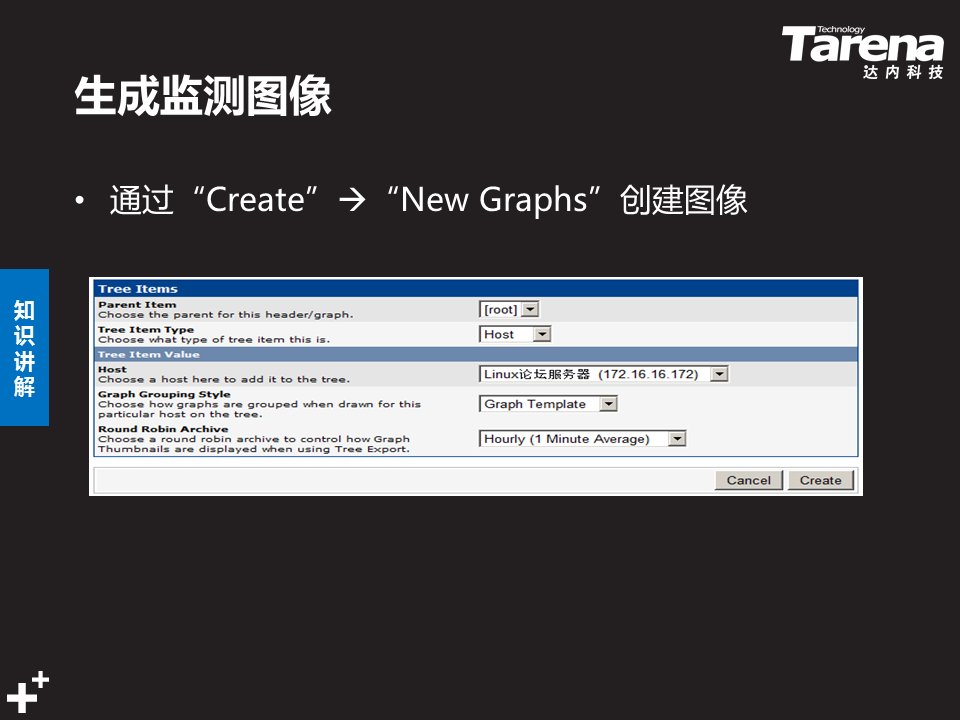 Technology
Tarena
达内科技
生成监测图像
• 通过“Create”→“New Graphs”创建图像
知识讲解
Tree Items
Parent Item
Choose the parent for this header/graph.
[root]
Tree Item Type
Choose what type of tree item this is.
Host
Tree Item Value
Host
Choose a host here to add it to the tree.
Linux论坛服务器 (172.16.16.172)
Graph Grouping Style
Choose how graphs are grouped when drawn for this
particular host on the tree.
Graph Template
Round Robin Archive
Choose a round robin archive to control how Graph
Thumbnails are displayed when using Tree Export.
Hourly (1 Minute Average)
Cancel Create